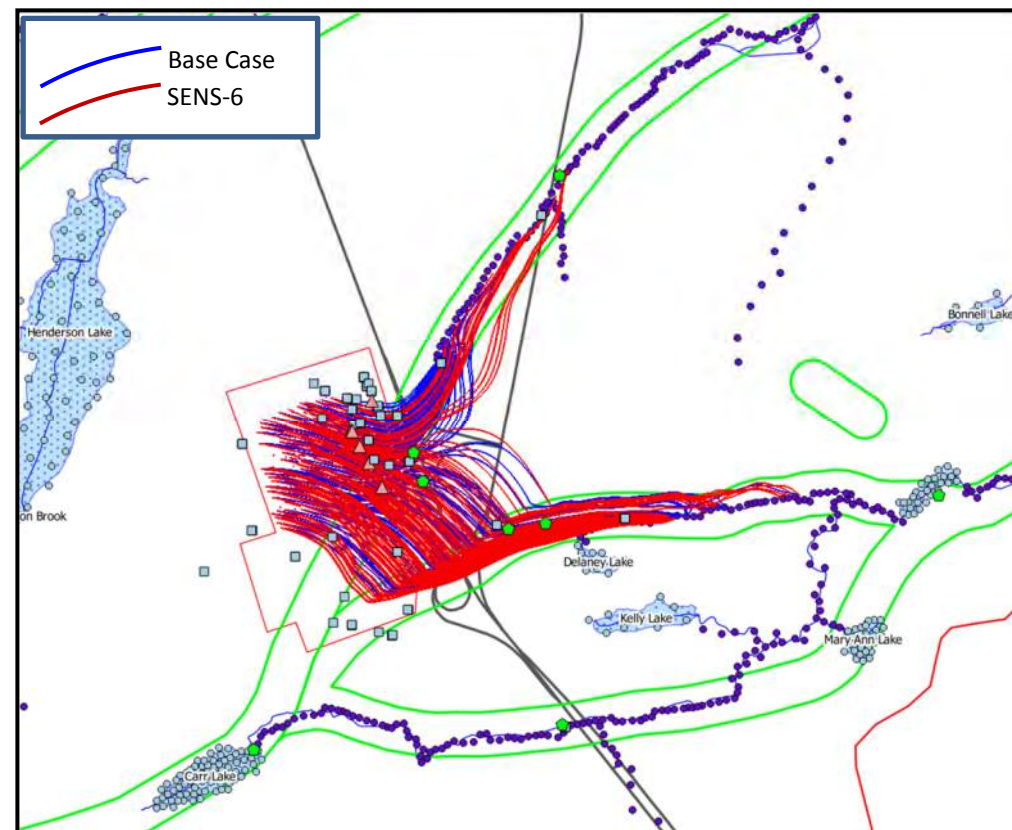 Base Case
SENS-6
Henderson Lake
Bonnell Lake
on Brook
Delaney Lake
Kelly Lake
Mary Ann Lake
Carr Lake